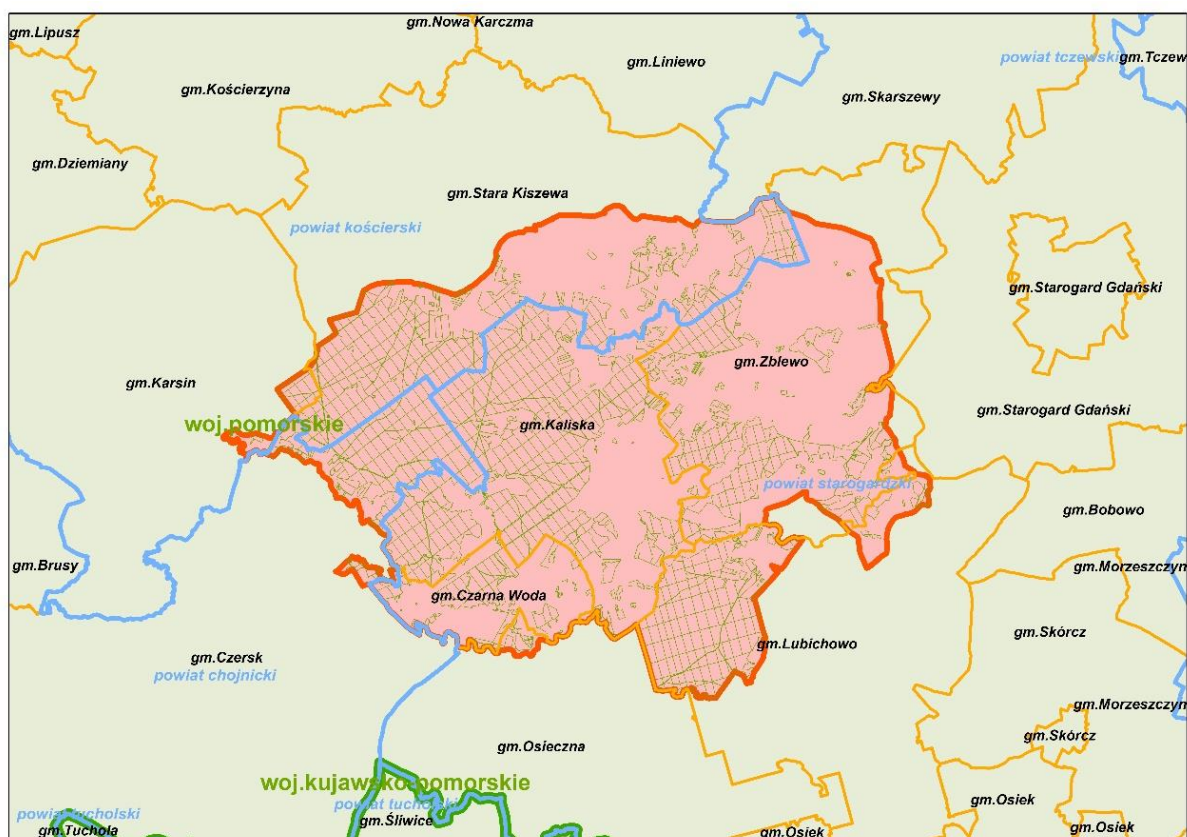 gm.Nowa Karczma
gm.Lipusz
powiat tczewski
gm.Tczew
gm.Liniewo
gm.Kościerzyna
gm.Skarszewy
gm.Dziemiany
gm.Stara Kiszewa
powiat kościerski
gm.Starogard Gdański
gm.Zblewo
gm.Karsin
gm.Starogard Gdański
woj.pomorskie
gm.Kaliska
powiat starogardzki
gm.Bobowo
gm.Brusy
gm.Morzeszczyn
gm.Czarna Woda
gm.Skórcz
gm.Lubichowo
gm.Czersk
powiat chojnicki
gm.Morzeszczyn
gm.Skórcz
gm.Osieczna
woj.kujawsko-pomorskie
gm.Osiek
powiat tucholski
powiat tucholski
gm.Śliwice
gm.Tuchola
gm.Osiek
gm.Osiek